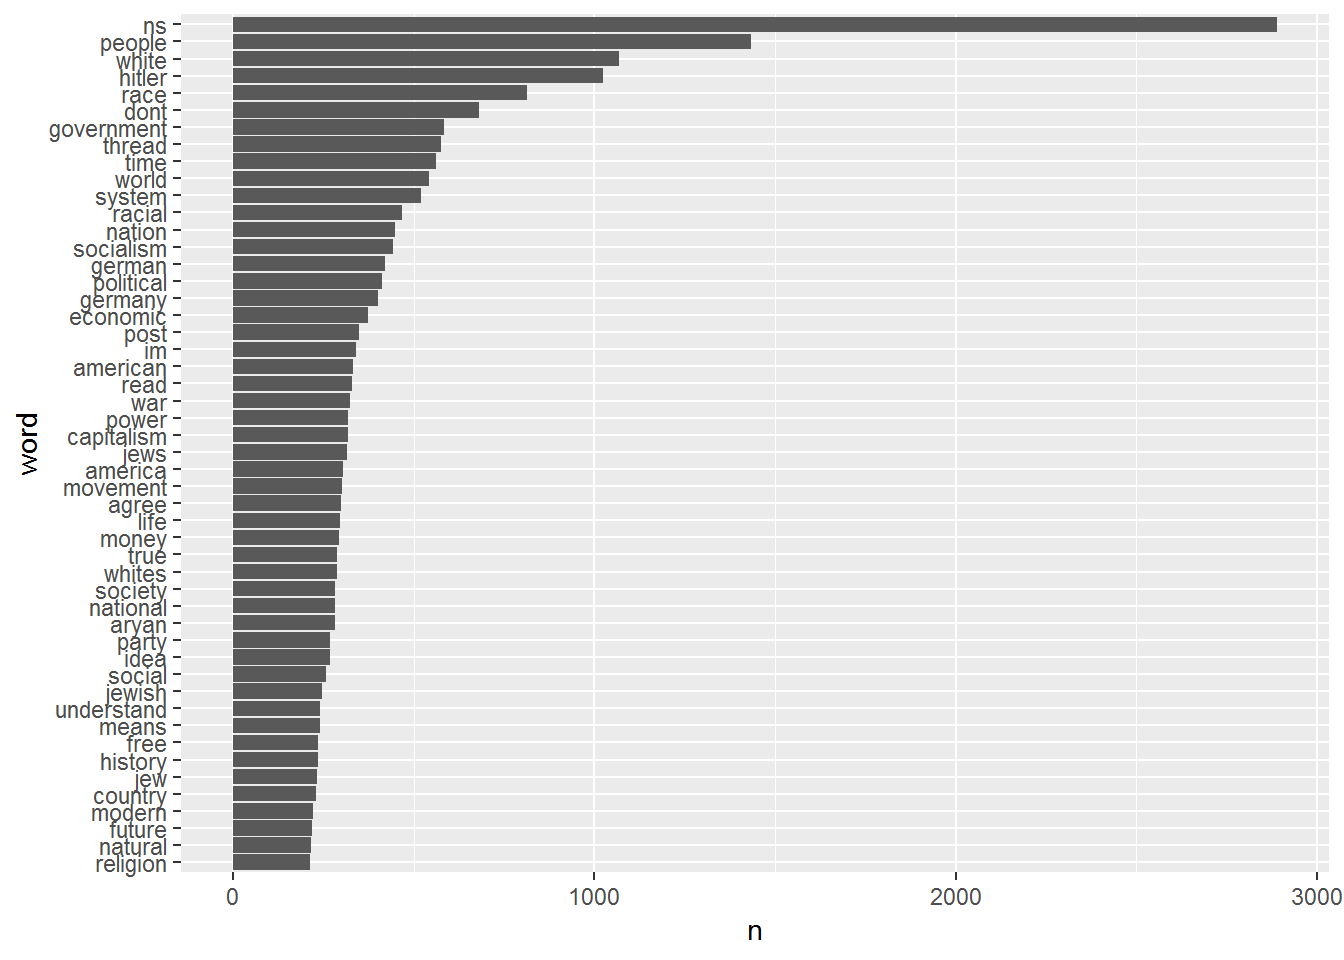 ns
people
white
hitler
race
dont
government
thread
time
world
system
racial
nation
socialism
german
political
germany
economic
post
im
american
read
war
power
capitalism
jews
america
movement
agree
life
money
true
whites
society
national
aryan
party
idea
social
jewish
understand
means
free
history
jew
country
modern
future
natural
religion
word
0 1000 2000 3000
n